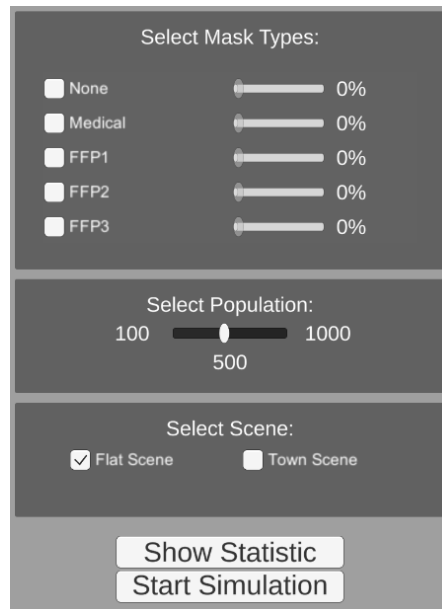 Select Mask Types:
None 0%
Medical 0%
FFP1 0%
FFP2 0%
FFP3 0%
Select Population:
100 1000
500
Select Scene:
Flat Scene Town Scene
Show Statistic
Start Simulation